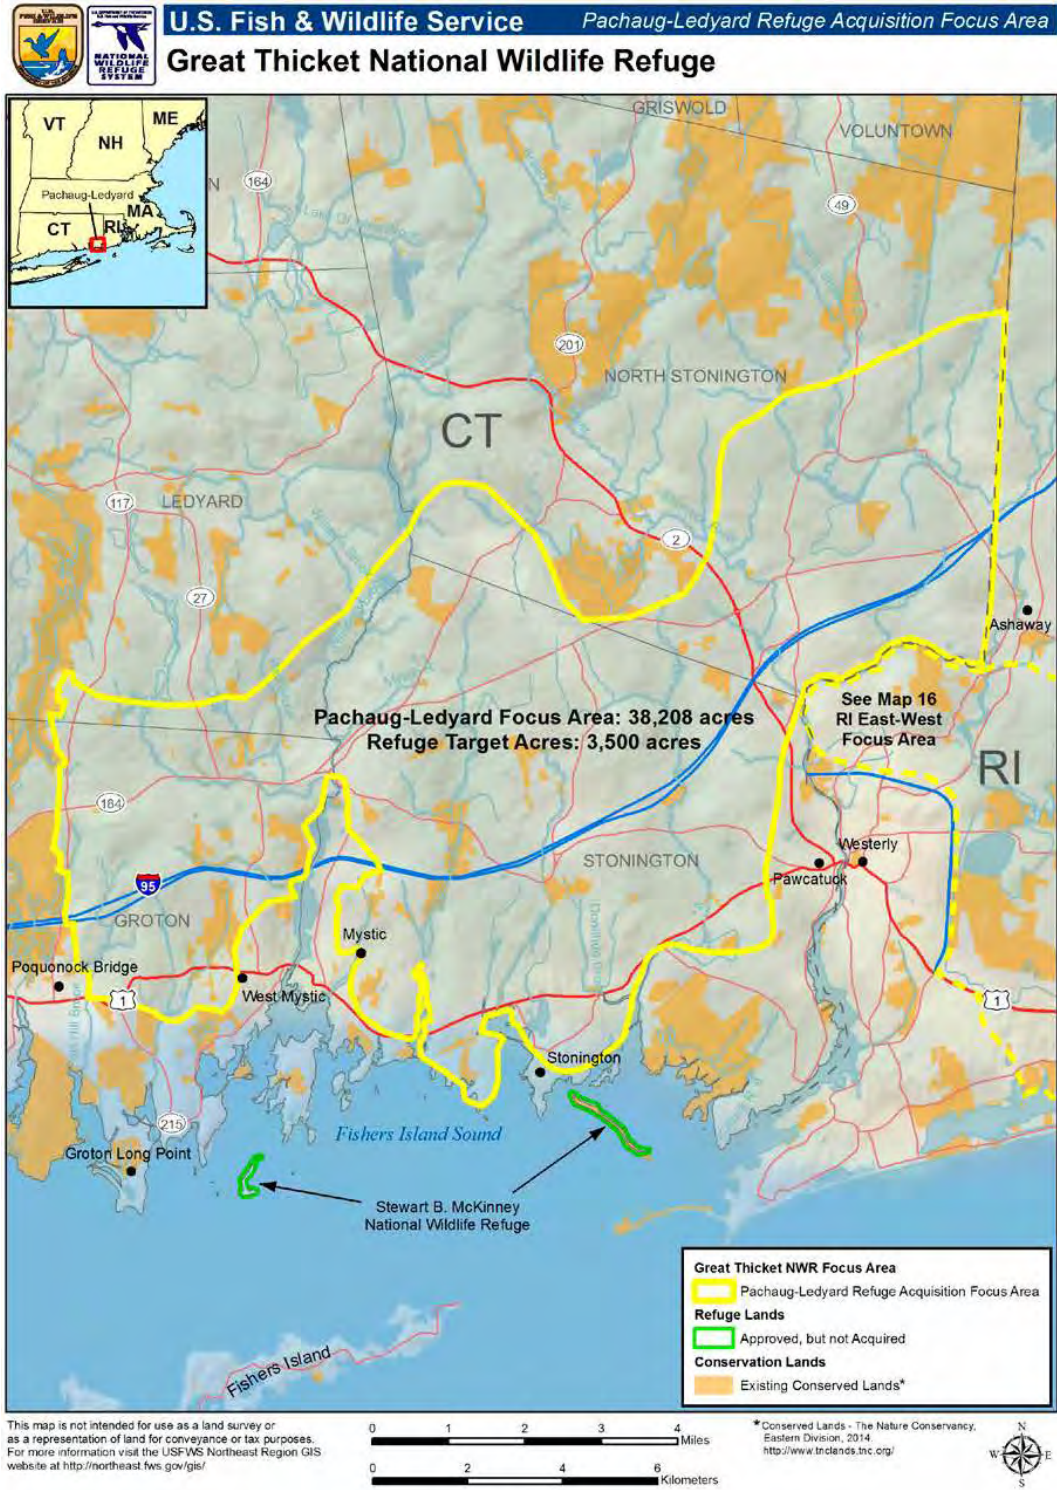 U.S. Fish & Wildlife Service
Pachaug-Ledyard Refuge Acquisition Focus Area
Great Thicket National Wildlife Refuge
U.S.
FISH & WILDLIFE
SERVICE
NATIONAL
WILDLIFE
REFUGE
SYSTEM
VT
NH
ME
Pachaug-Ledyard
MA
CT
RI
GRISWOLD
VOLUNTOWN
N
164
49
201
NORTH STONINGTON
CT
117
LEDYARD
2
27
Ashaway
See Map 16
RI East-West
Focus Area
Pachaug-Ledyard Focus Area: 38,208 acres
Refuge Target Acres: 3,500 acres
RI
184
STONINGTON
Westerly
Pawcatuck
95
GROTON
Mystic
Poquonock Bridge
West Mystic
1
1
Stonington
215
Fishers Island Sound
Groton Long Point
Stewart B. McKinney
National Wildlife Refuge
Fishers Island
Great Thicket NWR Focus Area
Pachaug-Ledyard Refuge Acquisition Focus Area
Refuge Lands
Approved, but not Acquired
Conservation Lands
Existing Conserved Lands*
This map is not intended for use as a land survey or
as a representation of land for conveyance or tax purposes.
For more information visit the USFWS Northeast Region GIS
website at http://northeast.fws.gov/gis/
0 1 2 3 4
Miles
0 2 4 6
Kilometers
*Conserved Lands - The Nature Conservancy,
Eastern Division, 2014.
http://www.tnclands.tnc.org/
N
W E
S